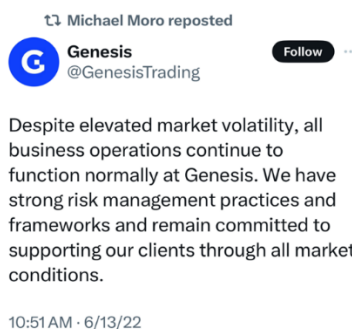 Michael Moro reposted
Genesis
@GenesisTrading
Follow
Despite elevated market volatility, all
business operations continue to
function normally at Genesis. We have
strong risk management practices and
frameworks and remain committed to
supporting our clients through all market
conditions.
10:51 AM · 6/13/22